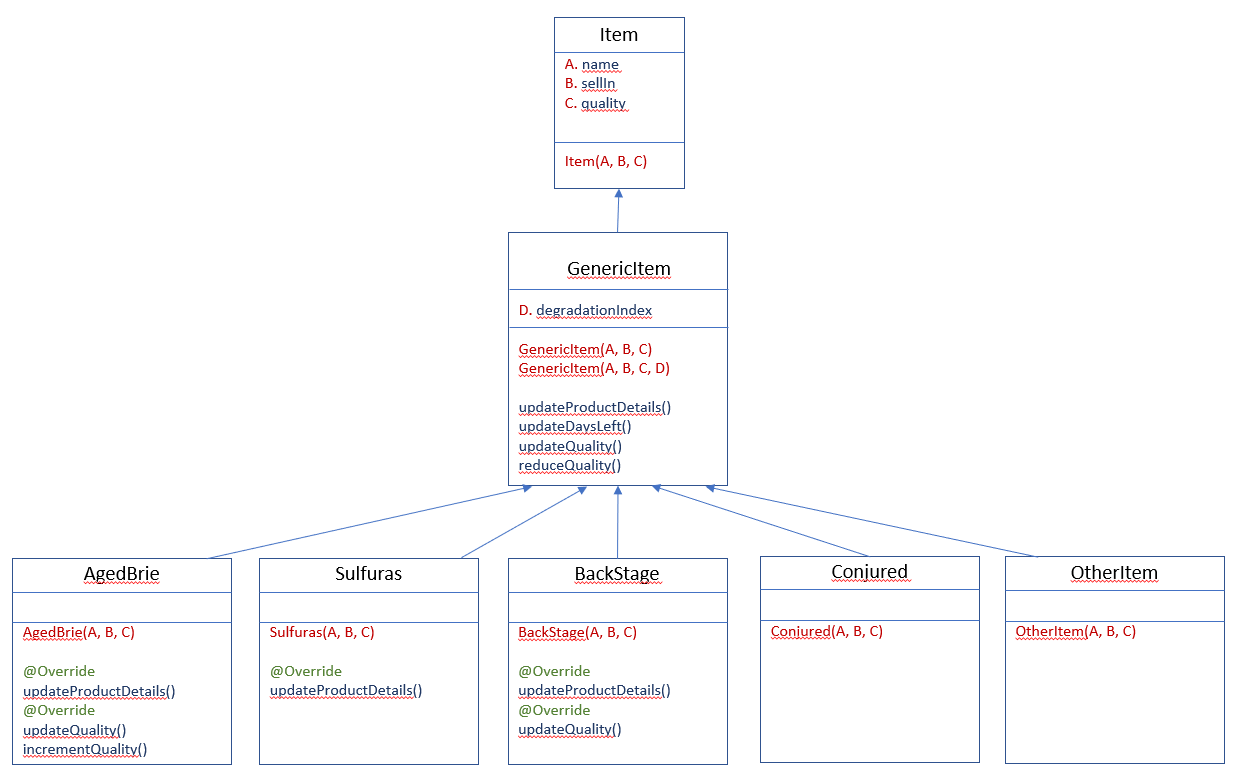 Item
A. name
B. sellIn
C. quality
Item(A, B, C)
GenericItem
D. degradationIndex
GenericItem(A, B, C)
GenericItem(A, B, C, D)
updateProductDetails()
updateDaysLeft()
updateQuality()
reduceQuality()
AgedBrie
AgedBrie(A, B, C)
@Override
updateProductDetails()
@Override
updateQuality()
incrementQuality()
Sulfuras
Sulfuras(A, B, C)
@Override
updateProductDetails()
BackStage
BackStage(A, B, C)
@Override
updateProductDetails()
@Override
updateQuality()
Conjured
Conjured(A, B, C)
OtherItem
OtherItem(A, B, C)